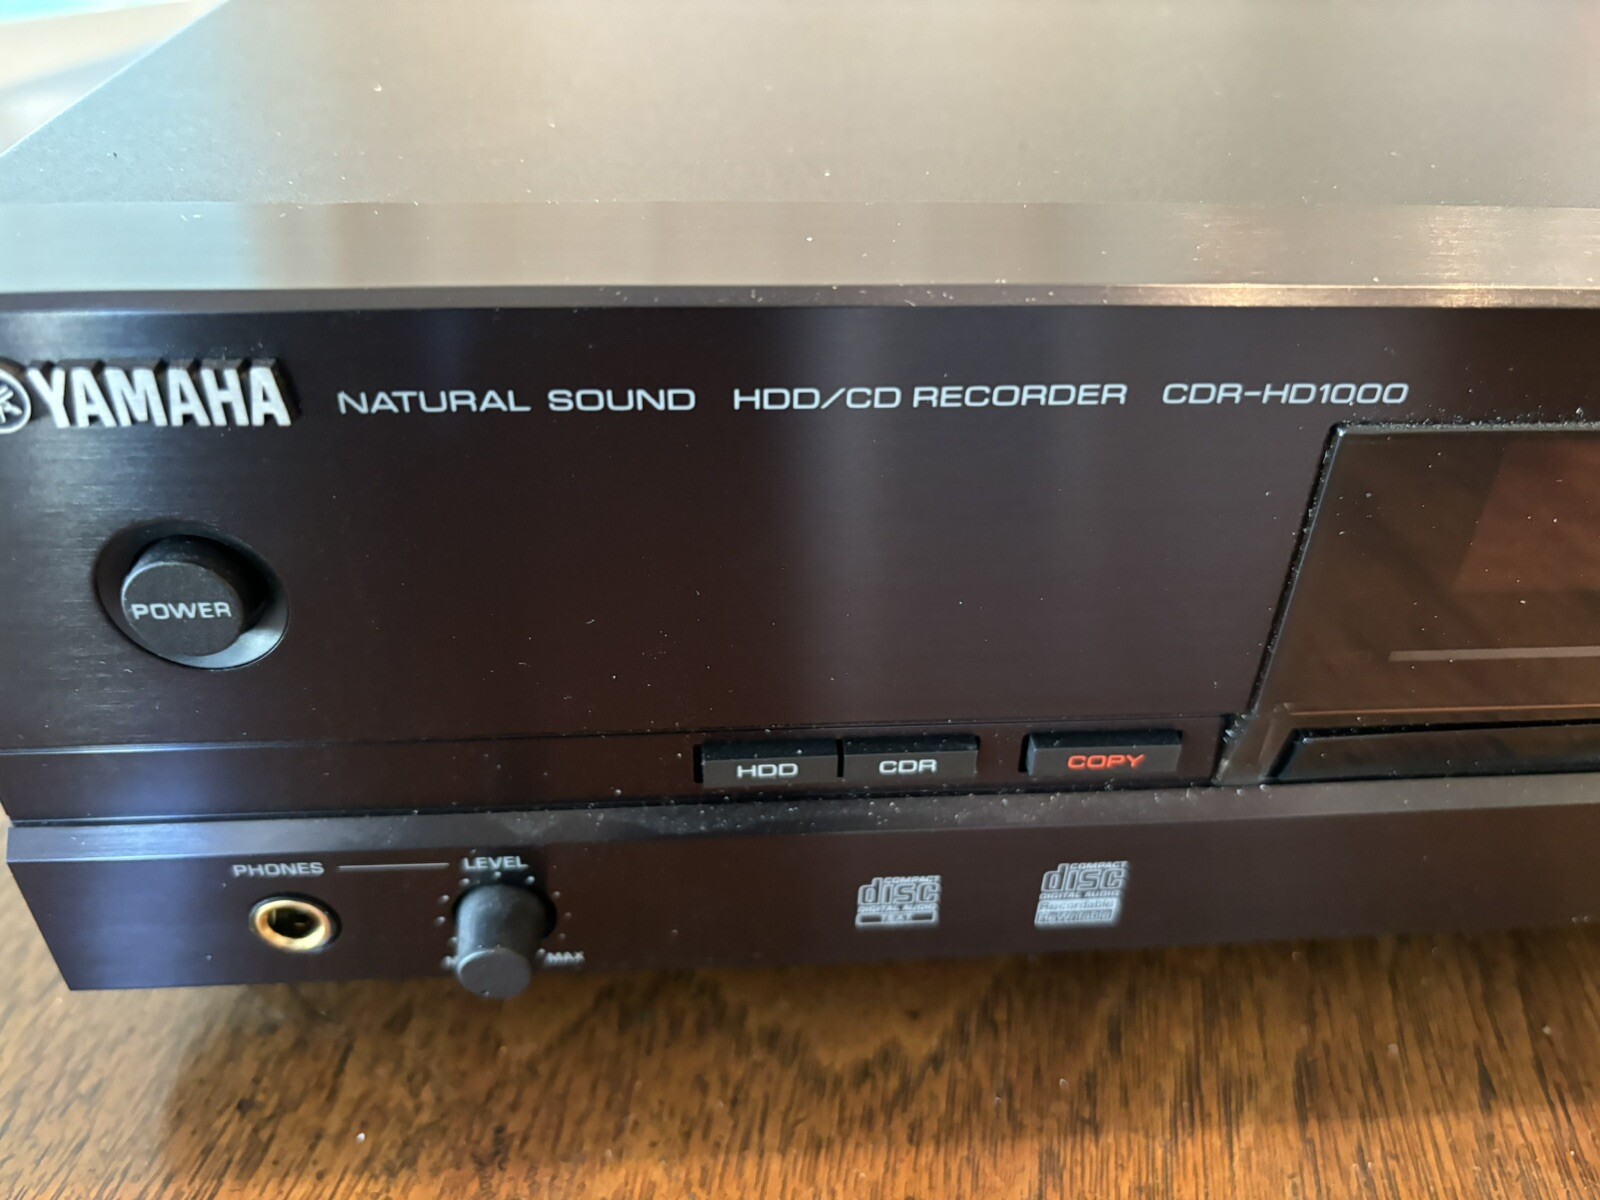 YAMAHA NATURAL SOUND HDD/CD RECORDER CDR-HD1000
POWER
HDD CDR COPY
PHONES LEVEL
MAX
COMPACT
disc
DIGITAL AUDIO
TEXT
COMPACT
disc
DIGITAL AUDIO
Recordable
ReWritable